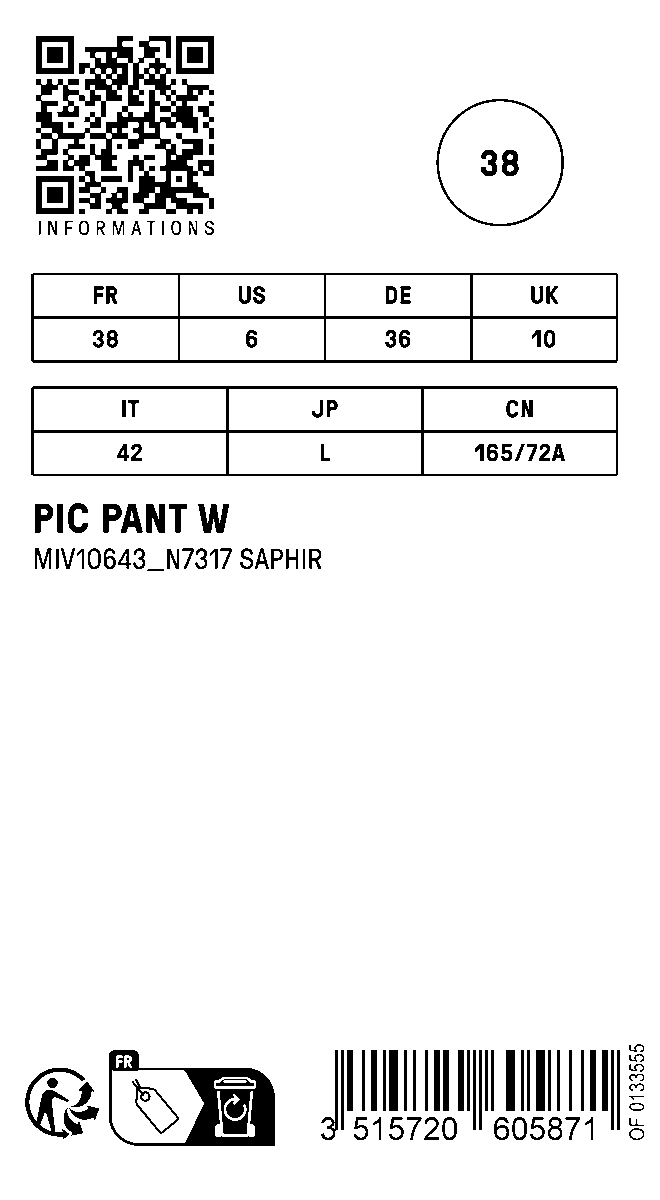 INFORMATIONS
38
FR US DE UK
38 6 36 10
IT JP CN
42 L 165/72A
PIC PANT W
MIV10643_N7317 SAPHIR
FR
3 515720 605871
OF 0133555